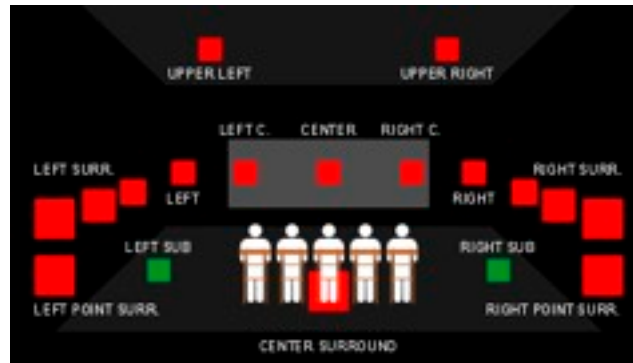 UPPER LEFT
UPPER RIGHT
LEFT C.
CENTER
RIGHT C.
LEFT SURR.
RIGHT SURR.
LEFT
RIGHT
LEFT SUB
RIGHT SUB
LEFT POINT SURR.
RIGHT POINT SURR.
CENTER SURROUND